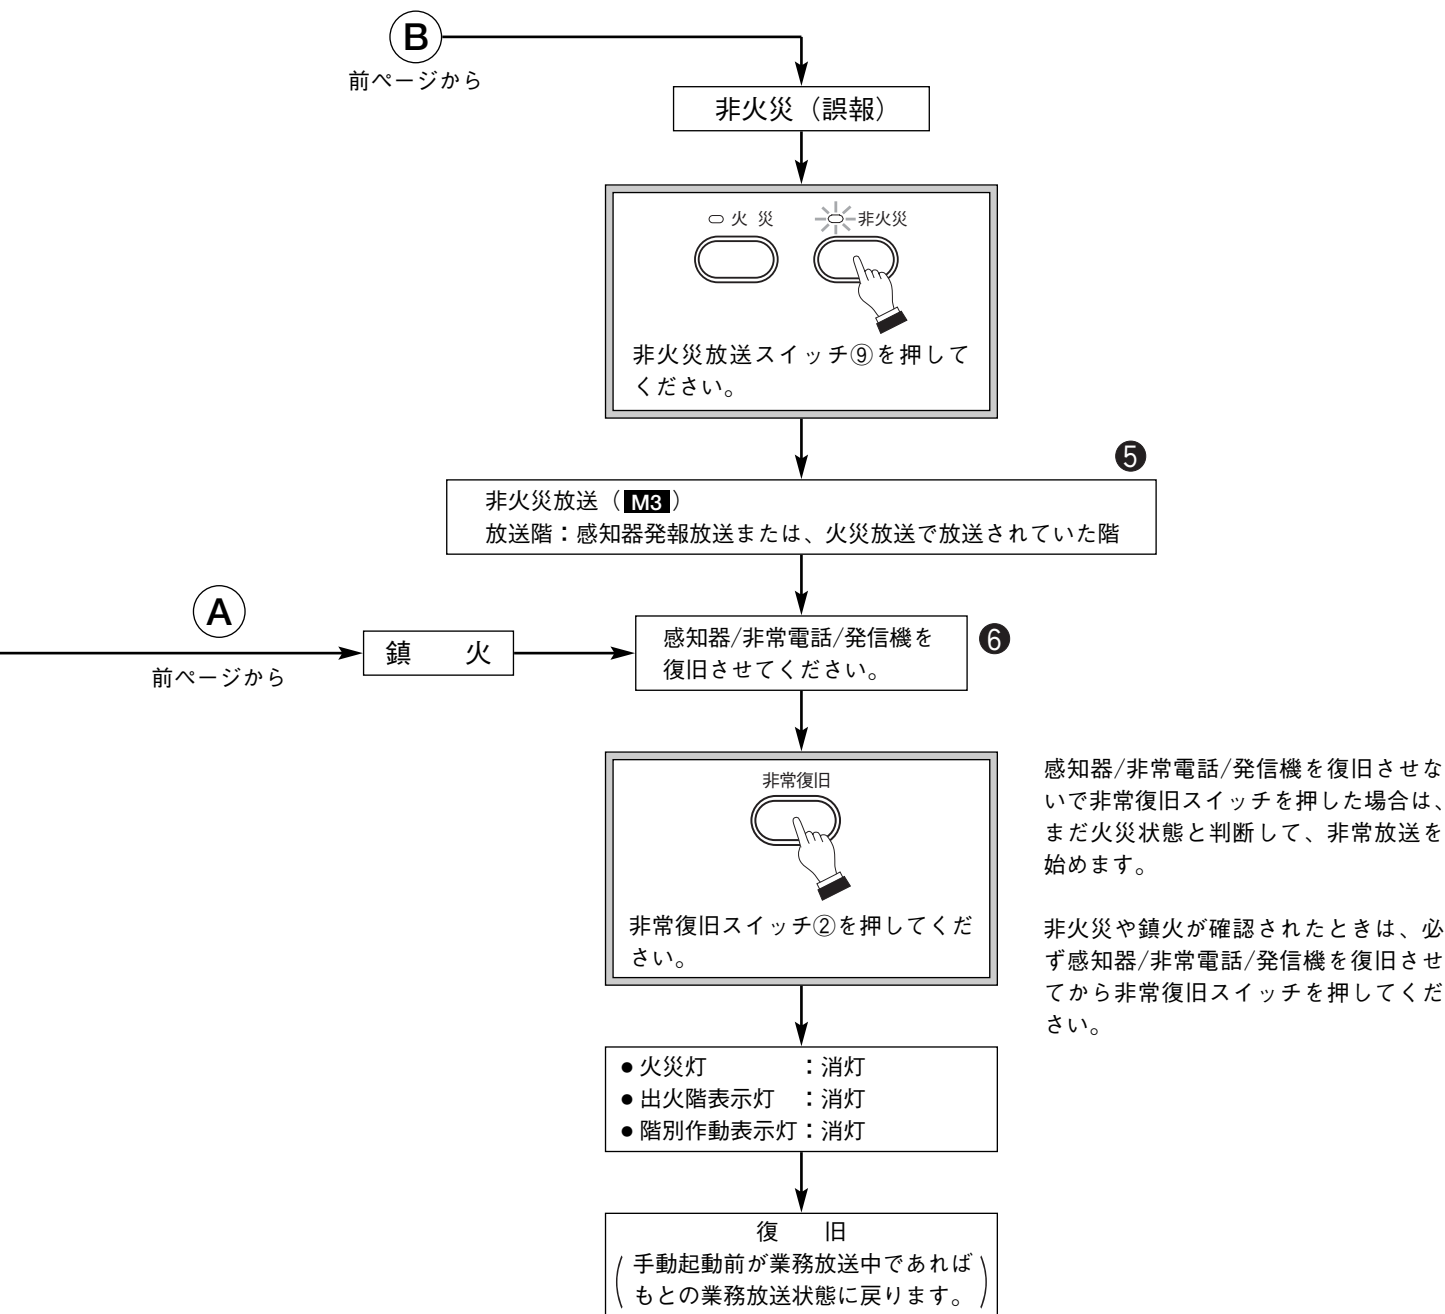 B
前ページから
非火災（誤報）
火 災
非火災
非火災放送スイッチ⑨を押して
ください。
❺
非火災放送（M3）
放送階：感知器発報放送または、火災放送で放送されていた階
A
前ページから
鎮　火
感知器/非常電話/発信機を
復旧させてください。
❻
非常復旧
非常復旧スイッチ②を押してくだ
さい。
感知器/非常電話/発信機を復旧させな
いで非常復旧スイッチを押した場合は、
まだ火災状態と判断して、非常放送を
始めます。
非火災や鎮火が確認されたときは、必
ず感知器/非常電話/発信機を復旧させ
てから非常復旧スイッチを押してくだ
さい。
●火災灯　　　：消灯
●出火階表示灯　：消灯
●階別作動表示灯：消灯
復　旧
（手動起動前が業務放送中であれば
もとの業務放送状態に戻ります。）